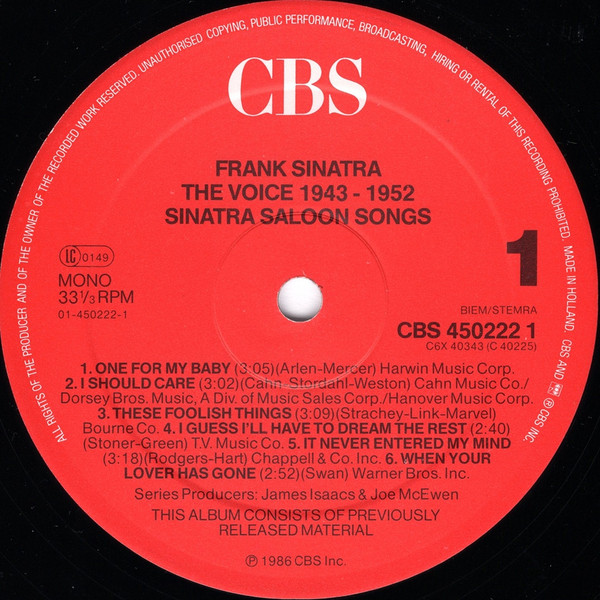 ALL RIGHTS OF THE PRODUCER AND OF THE OWNER OF THE RECORDED WORK RESERVED. UNAUTHORISED COPYING, PUBLIC PERFORMANCE, BROADCASTING, HIRING OR RENTAL OF THIS RECORDING PROHIBITED. MADE IN HOLLAND. CBS AND ARE ® CBS INC.
CBS
FRANK SINATRA
THE VOICE 1943 - 1952
SINATRA SALOON SONGS
LC 0149
MONO
33⅓ RPM
01-450222-1
1
BIEM/STEMRA
CBS 450222 1
C6X 40343 (C 40225)
1. ONE FOR MY BABY (3:05)(Arlen-Mercer) Harwin Music Corp.
2. I SHOULD CARE (3:02)(Cahn-Stordahl-Weston) Cahn Music Co./
Dorsey Bros. Music, A Div. of Music Sales Corp./Hanover Music Corp.
3. THESE FOOLISH THINGS (3:09)(Strachey-Link-Marvel)
Bourne Co. 4. I GUESS I'LL HAVE TO DREAM THE REST (2:40)
(Stoner-Green) T.V. Music Co. 5. IT NEVER ENTERED MY MIND
(3:18)(Rodgers-Hart) Chappell & Co. Inc. 6. WHEN YOUR
LOVER HAS GONE (2:52)(Swan) Warner Bros. Inc.
Series Producers: James Isaacs & Joe McEwen
THIS ALBUM CONSISTS OF PREVIOUSLY
RELEASED MATERIAL
℗ 1986 CBS Inc.